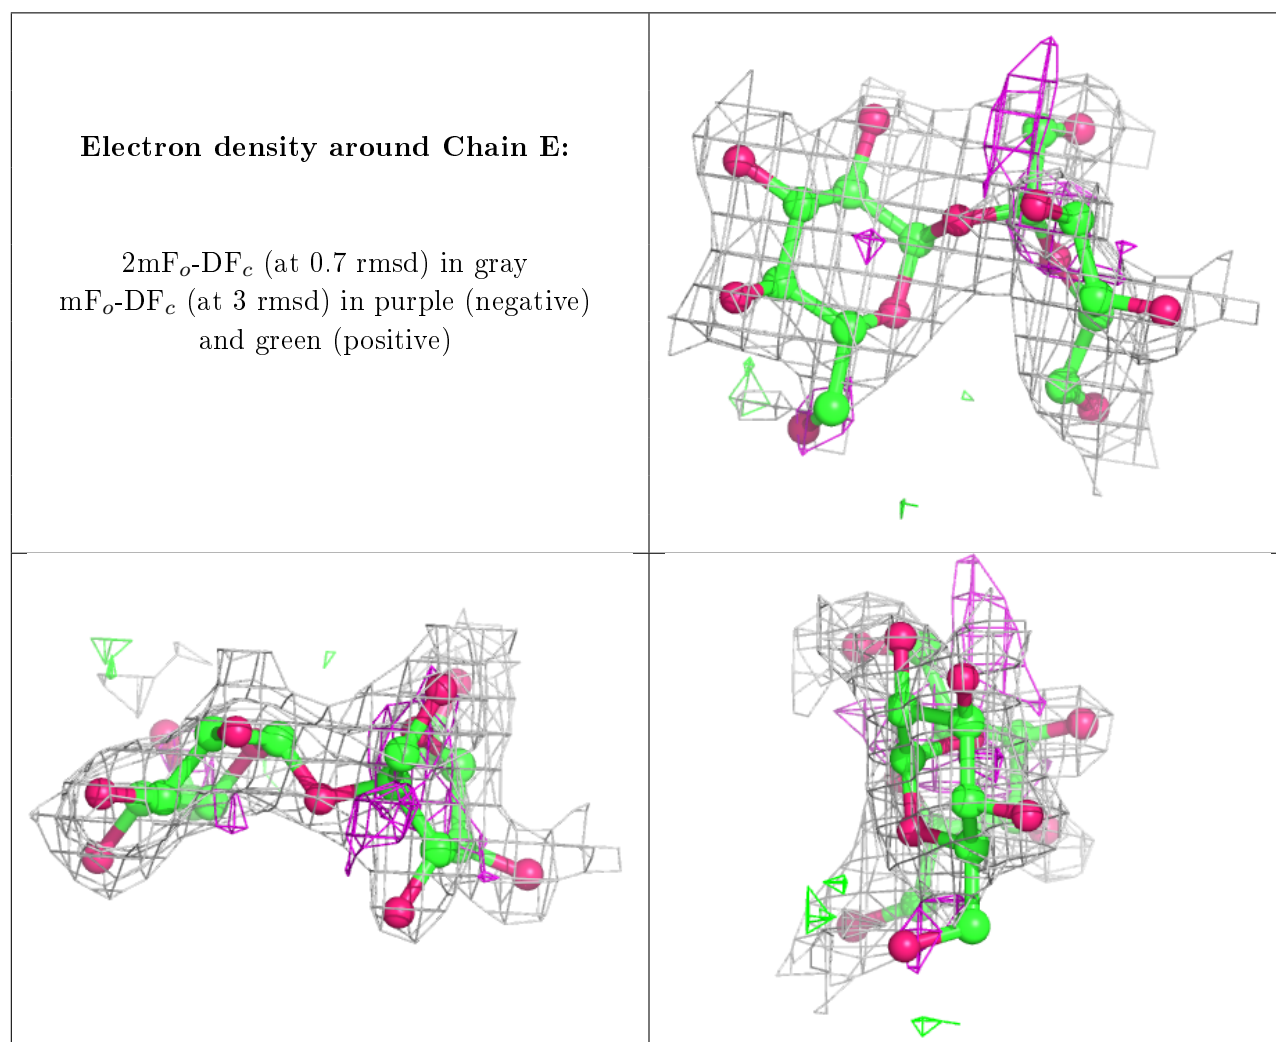 Electron density around Chain E:
2mFₒ-DF𝑐 (at 0.7 rmsd) in gray
mFₒ-DF𝑐 (at 3 rmsd) in purple (negative)
and green (positive)